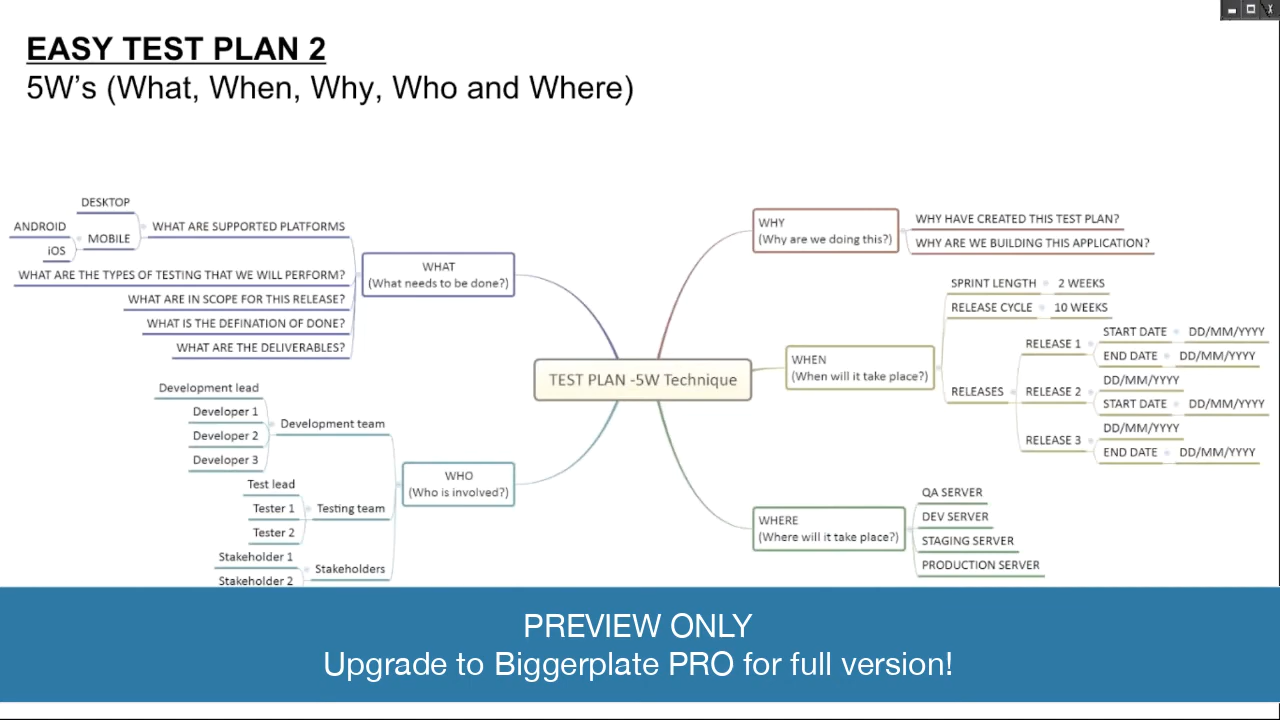 EASY TEST PLAN 2
5W's (What, When, Why, Who and Where)
DESKTOP
ANDROID
MOBILE
iOS
WHAT ARE SUPPORTED PLATFORMS
WHAT ARE THE TYPES OF TESTING THAT WE WILL PERFORM?
WHAT ARE IN SCOPE FOR THIS RELEASE?
WHAT IS THE DEFINATION OF DONE?
WHAT ARE THE DELIVERABLES?
WHAT
(What needs to be done?)
Development lead
Developer 1
Developer 2
Developer 3
Development team
Test lead
Tester 1
Tester 2
Testing team
Stakeholder 1
Stakeholder 2
Stakeholders
WHO
(Who is involved?)
TEST PLAN -5W Technique
WHY
(Why are we doing this?)
WHY HAVE CREATED THIS TEST PLAN?
WHY ARE WE BUILDING THIS APPLICATION?
WHEN
(When will it take place?)
SPRINT LENGTH 2 WEEKS
RELEASE CYCLE 10 WEEKS
RELEASES
RELEASE 1
START DATE DD/MM/YYYY
END DATE DD/MM/YYYY
RELEASE 2
DD/MM/YYYY
START DATE DD/MM/YYYY
RELEASE 3
DD/MM/YYYY
END DATE DD/MM/YYYY
WHERE
(Where will it take place?)
QA SERVER
DEV SERVER
STAGING SERVER
PRODUCTION SERVER
PREVIEW ONLY
Upgrade to Biggerplate PRO for full version!